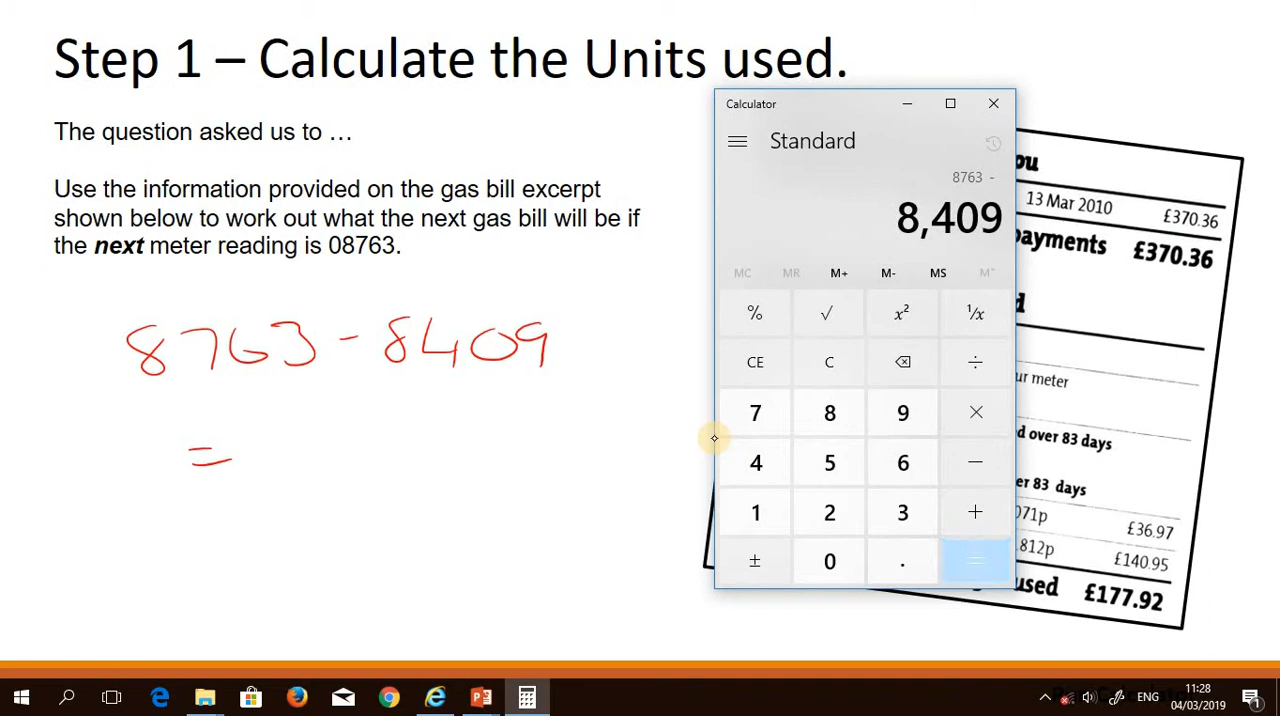 Step 1 – Calculate the Units used.
The question asked us to …
Use the information provided on the gas bill excerpt
shown below to work out what the next gas bill will be if
the next meter reading is 08763.
8763 - 8409
=
Calculator
Standard
8763 -
8,409
MC MR M+ M- MS
% √ x² ¹/x
CE C ÷
7 8 9 ×
4 5 6 −
1 2 3 +
± 0 . =
13 Mar 2010 £370.36
payments £370.36
meter
over 83 days
83 days
071p £36.97
812p £140.95
used £177.92
ENG
11:28
04/03/2019
1